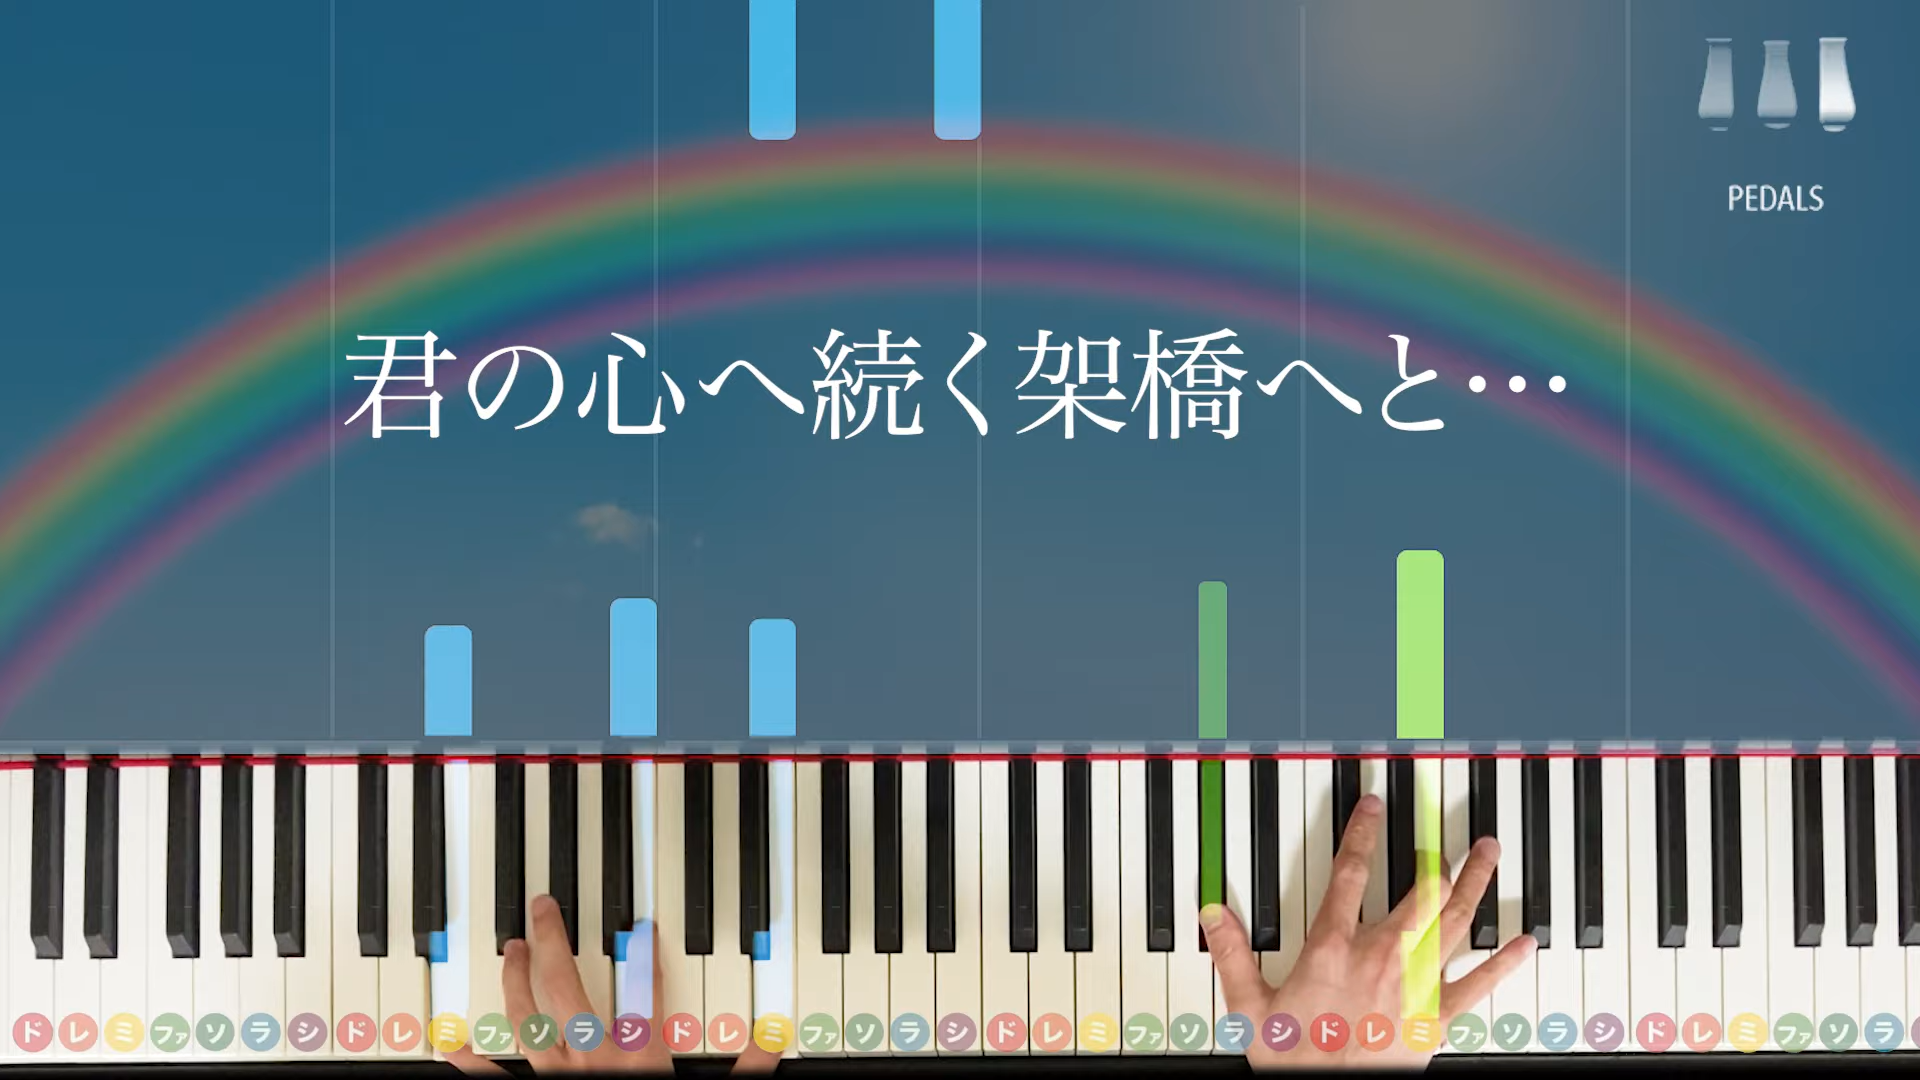 PEDALS
君の心へ続く架橋へと…
ド レ ミ ファ ソ ラ シ ド レ ミ ファ ソ ラ シ ド レ ミ ファ ソ ラ シ ド レ ミ ファ ソ ラ シ ド レ ミ ファ ソ ラ シ ド レ ミ ファ ソ ラ